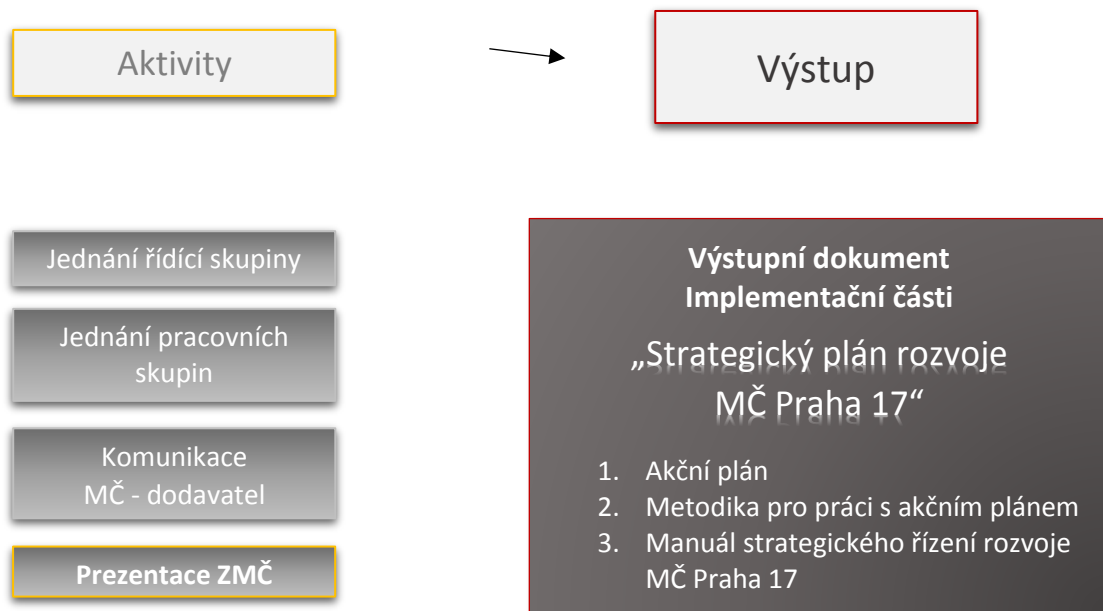 Aktivity
Výstup
Jednání řídící skupiny
Jednání pracovních
skupin
Komunikace
MČ - dodavatel
Prezentace ZMČ
Výstupní dokument
Implementační části
„Strategický plán rozvoje
MČ Praha 17“
1. Akční plán
2. Metodika pro práci s akčním plánem
3. Manuál strategického řízení rozvoje
MČ Praha 17